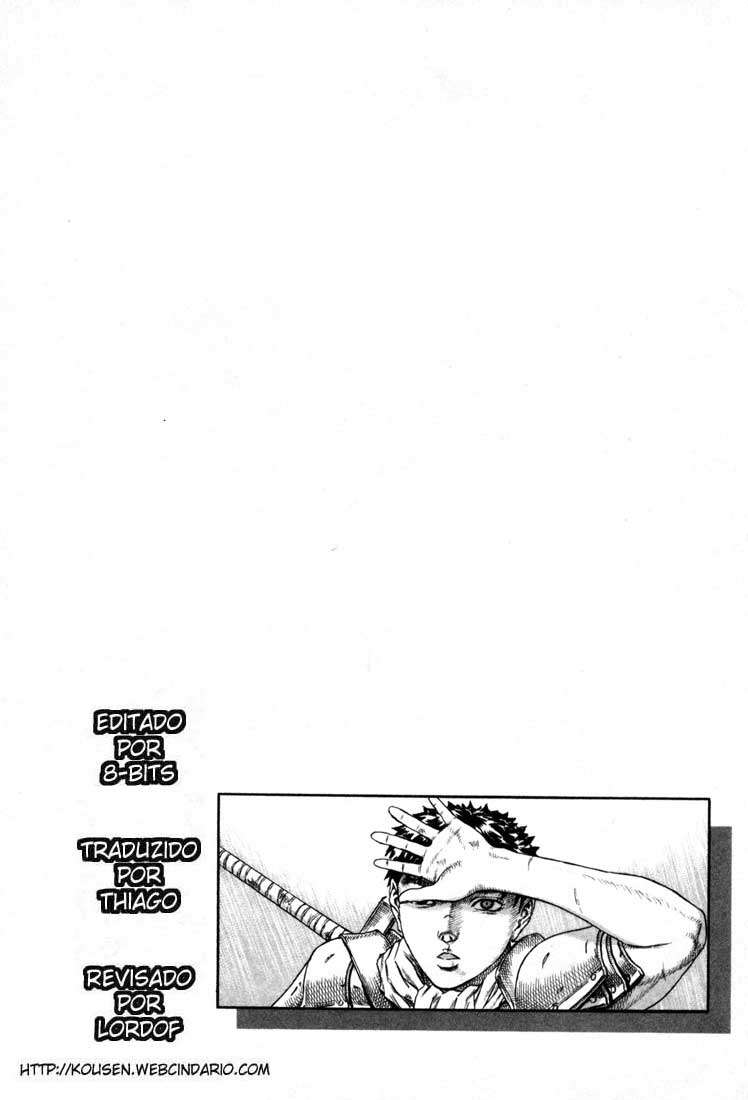 EDITADO
POR
8-BITS
TRADUZIDO
POR
THIAGO
REVISADO
POR
LORDOF
HTTP://KOUSEN.WEBCINDARIO.COM